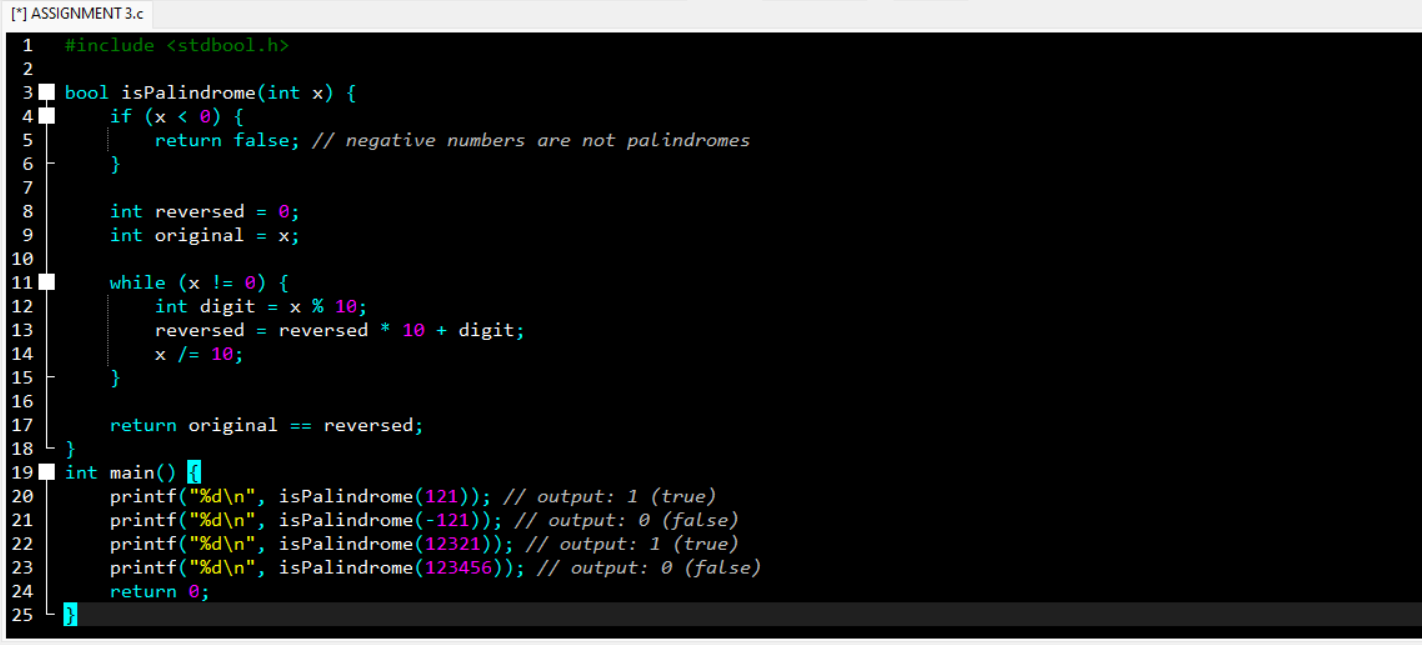 [*] ASSIGNMENT 3.c
1 #include <stdbool.h>
2
3 bool isPalindrome(int x) {
4     if (x < 0) {
5         return false; // negative numbers are not palindromes
6     }
7
8     int reversed = 0;
9     int original = x;
10
11     while (x != 0) {
12         int digit = x % 10;
13         reversed = reversed * 10 + digit;
14         x /= 10;
15     }
16
17     return original == reversed;
18 }
19 int main() {
20     printf("%d\n", isPalindrome(121)); // output: 1 (true)
21     printf("%d\n", isPalindrome(-121)); // output: 0 (false)
22     printf("%d\n", isPalindrome(12321)); // output: 1 (true)
23     printf("%d\n", isPalindrome(123456)); // output: 0 (false)
24     return 0;
25 }